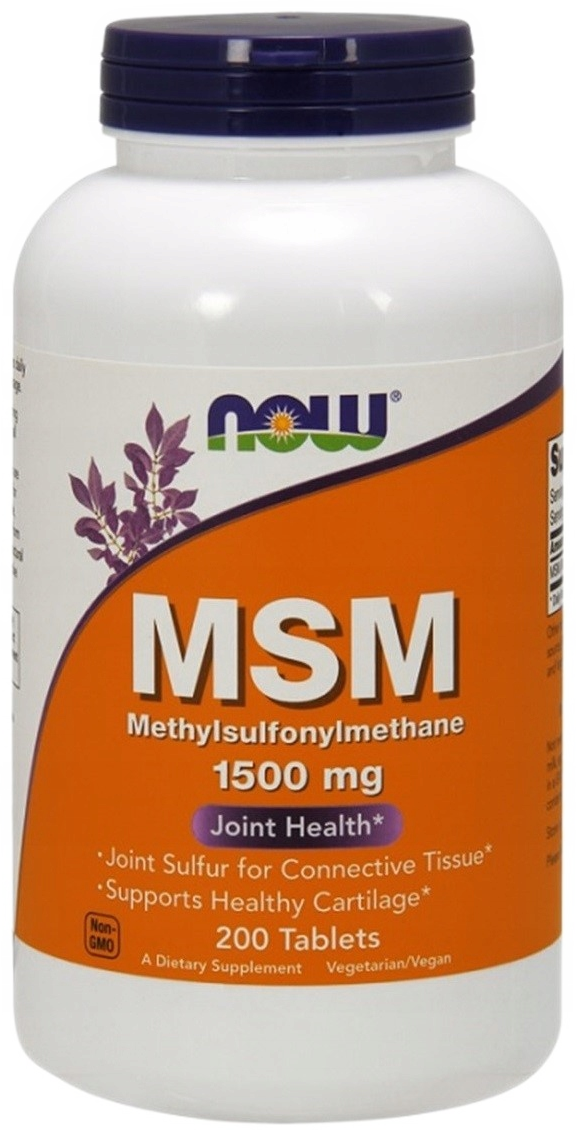 now®
MSM
Methylsulfonylmethane
1500 mg
Joint Health*
•Joint Sulfur for Connective Tissue*
•Supports Healthy Cartilage*
Non-
GMO
200 Tablets
A Dietary Supplement Vegetarian/Vegan